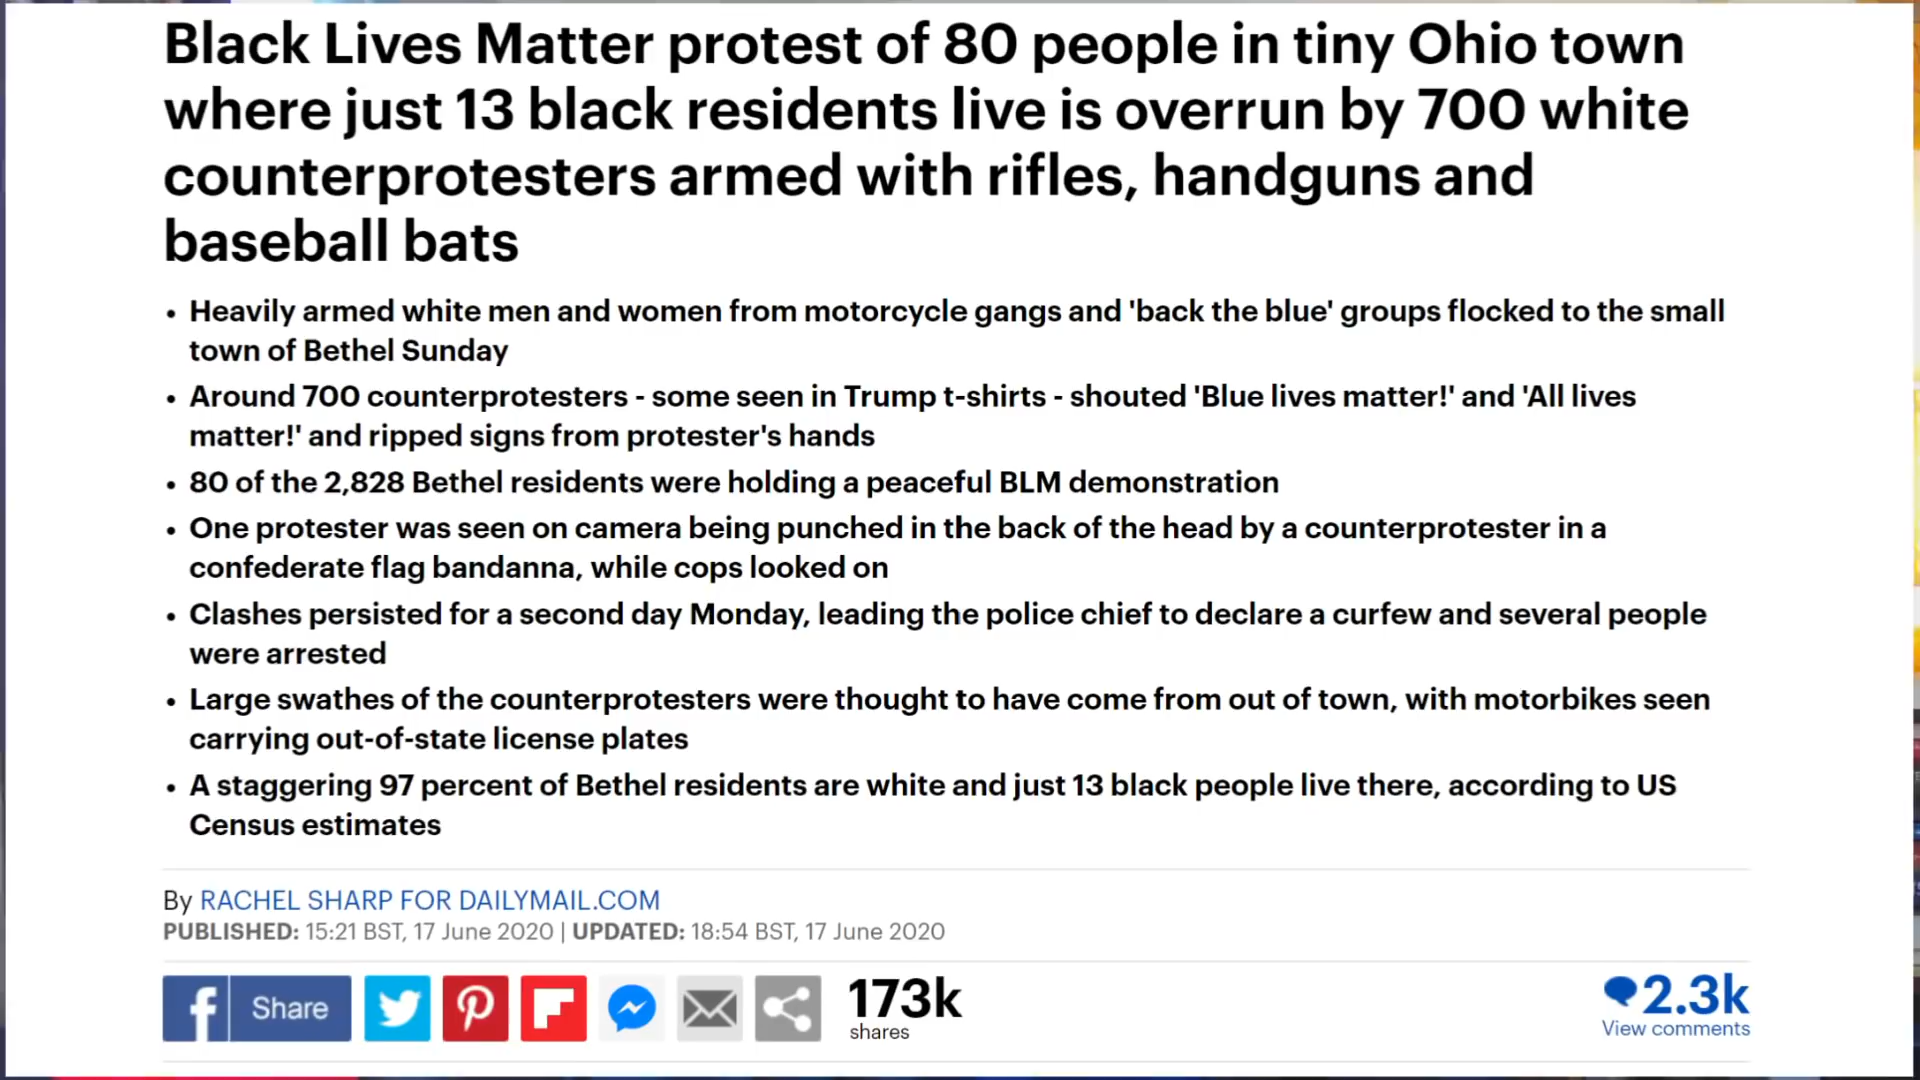 Black Lives Matter protest of 80 people in tiny Ohio town
where just 13 black residents live is overrun by 700 white
counterprotesters armed with rifles, handguns and
baseball bats
• Heavily armed white men and women from motorcycle gangs and 'back the blue' groups flocked to the small
town of Bethel Sunday
• Around 700 counterprotesters - some seen in Trump t-shirts - shouted 'Blue lives matter!' and 'All lives
matter!' and ripped signs from protester's hands
• 80 of the 2,828 Bethel residents were holding a peaceful BLM demonstration
• One protester was seen on camera being punched in the back of the head by a counterprotester in a
confederate flag bandanna, while cops looked on
• Clashes persisted for a second day Monday, leading the police chief to declare a curfew and several people
were arrested
• Large swathes of the counterprotesters were thought to have come from out of town, with motorbikes seen
carrying out-of-state license plates
• A staggering 97 percent of Bethel residents are white and just 13 black people live there, according to US
Census estimates
By RACHEL SHARP FOR DAILYMAIL.COM
PUBLISHED: 15:21 BST, 17 June 2020 | UPDATED: 18:54 BST, 17 June 2020
Share
173k
shares
2.3k
View comments